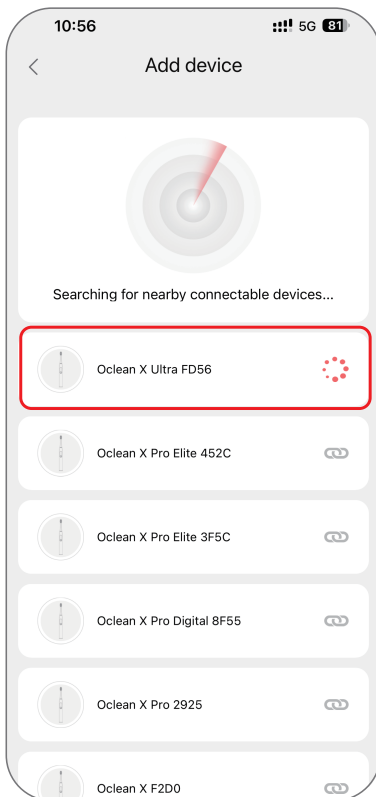 10:56 5G 81
Add device
Searching for nearby connectable devices...
Oclean X Ultra FD56
Oclean X Pro Elite 452C
Oclean X Pro Elite 3F5C
Oclean X Pro Digital 8F55
Oclean X Pro 2925
Oclean X F2D0